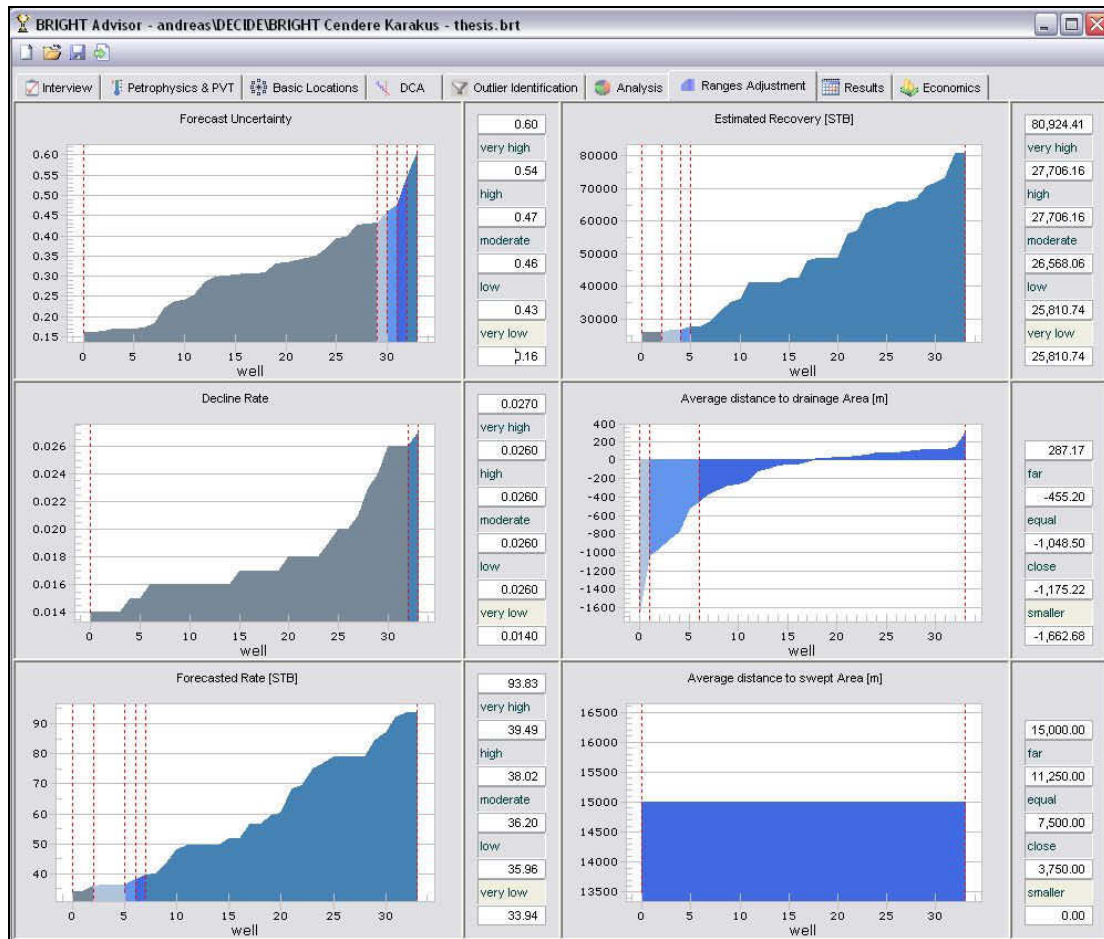 BRIGHT Advisor - andreas\DECIDE\BRIGHT Cendere Karakus - thesis.brt
Interview Petrophysics & PVT Basic Locations DCA Outlier Identification Analysis Ranges Adjustment Results Economics
Forecast Uncertainty
0.60
0.55
0.50
0.45
0.40
0.35
0.30
0.25
0.20
0.15
0 5 10 15 20 25 30
well
0.60
very high
0.54
high
0.47
moderate
0.46
low
0.43
very low
0.16
Estimated Recovery [STB]
80000
70000
60000
50000
40000
30000
0 5 10 15 20 25 30
well
80,924.41
very high
27,706.16
high
27,706.16
moderate
26,568.06
low
25,810.74
very low
25,810.74
Decline Rate
0.026
0.024
0.022
0.020
0.018
0.016
0.014
0 5 10 15 20 25 30
well
0.0270
very high
0.0260
high
0.0260
moderate
0.0260
low
0.0260
very low
0.0140
Average distance to drainage Area [m]
400
200
0
-200
-400
-600
-800
-1000
-1200
-1400
-1600
0 5 10 15 20 25 30
well
287.17
far
-455.20
equal
-1,048.50
close
-1,175.22
smaller
-1,662.68
Forecasted Rate [STB]
90
80
70
60
50
40
0 5 10 15 20 25 30
well
93.83
very high
39.49
high
38.02
moderate
36.20
low
35.96
very low
33.94
Average distance to swept Area [m]
16500
16000
15500
15000
14500
14000
13500
0 5 10 15 20 25 30
well
15,000.00
far
11,250.00
equal
7,500.00
close
3,750.00
smaller
0.00